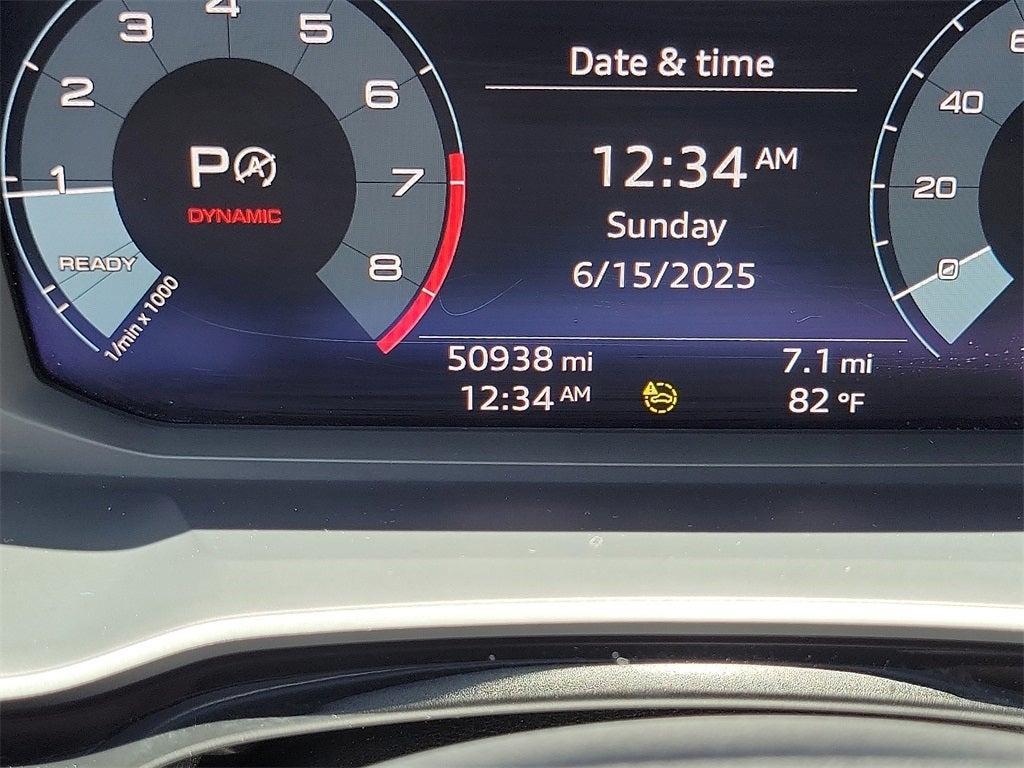 3 4 5
2 6
1 7
8
P A
DYNAMIC
READY
1/min x 1000
Date & time
12:34 AM
Sunday
6/15/2025
50938 mi
7.1 mi
12:34 AM
82 °F
6
40
20
0